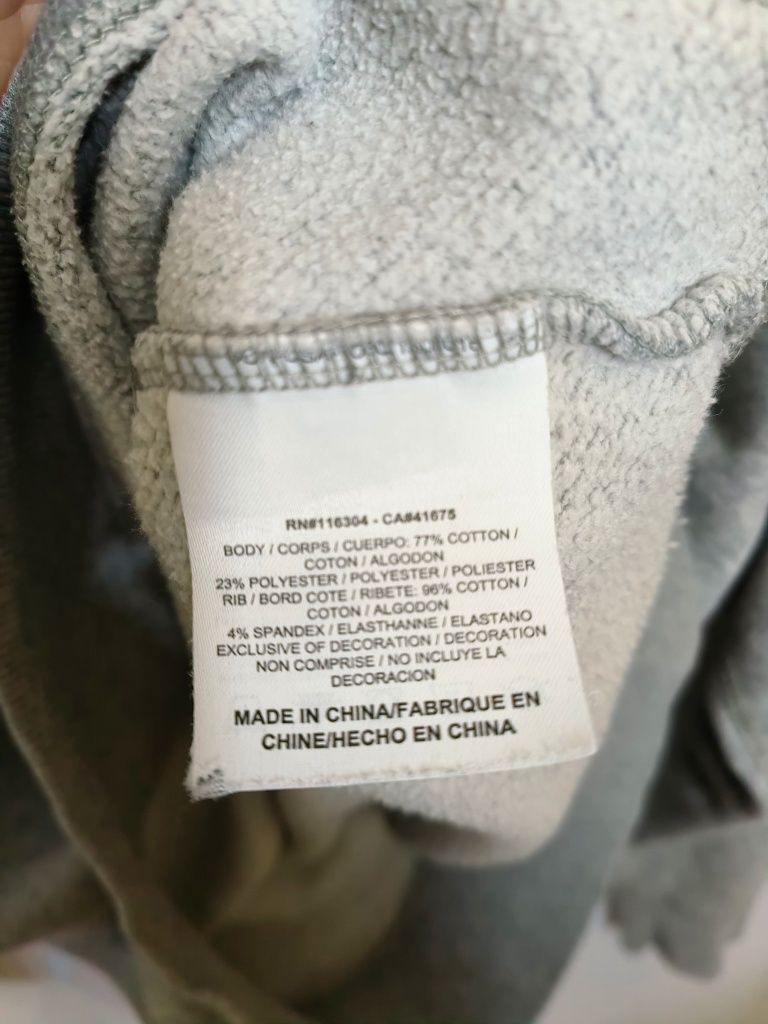 RN#116304 - CA#41675
BODY / CORPS / CUERPO: 77% COTTON /
COTON / ALGODON
23% POLYESTER / POLYESTER / POLIESTER
RIB / BORD COTE / RIBETE: 96% COTTON /
COTON / ALGODON
4% SPANDEX / ELASTHANNE / ELASTANO
EXCLUSIVE OF DECORATION / DECORATION
NON COMPRISE / NO INCLUYE LA
DECORACION
MADE IN CHINA/FABRIQUE EN
CHINE/HECHO EN CHINA